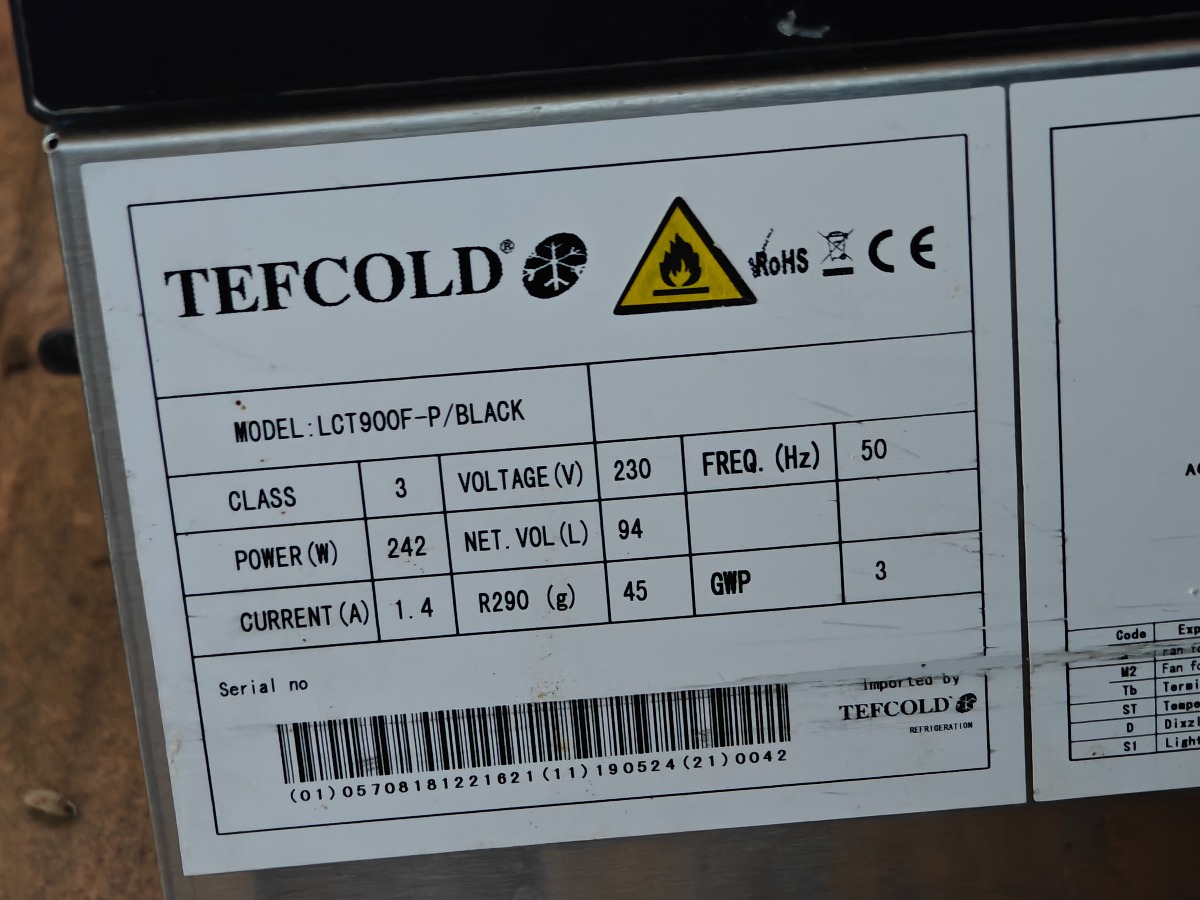 TEFCOLD®
RoHS CE
MODEL:LCT900F-P/BLACK
CLASS 3 VOLTAGE(V) 230 FREQ. (Hz) 50
POWER(W) 242 NET. VOL(L) 94
CURRENT(A) 1.4 R290 (g) 45 GWP 3
Serial no
(01)05708181221621(11)190524(21)0042
Imported by
TEFCOLD
REFRIGERATION
Code
M2 Fan
Tb
ST
D
S1